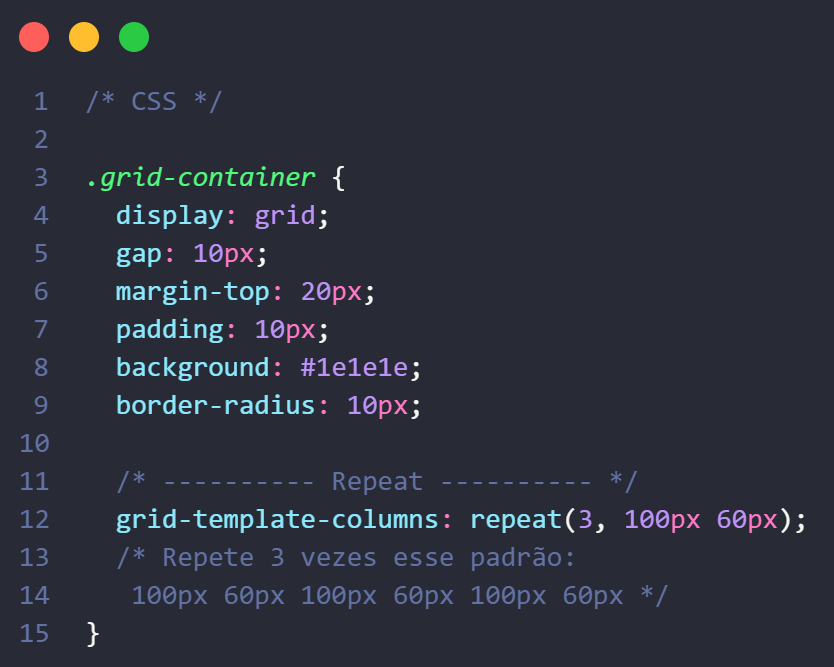 1 /* CSS */
2
3 .grid-container {
4 display: grid;
5 gap: 10px;
6 margin-top: 20px;
7 padding: 10px;
8 background: #1e1e1e;
9 border-radius: 10px;
10
11 /* ---------- Repeat ---------- */
12 grid-template-columns: repeat(3, 100px 60px);
13 /* Repete 3 vezes esse padrão:
14 100px 60px 100px 60px 100px 60px */
15 }